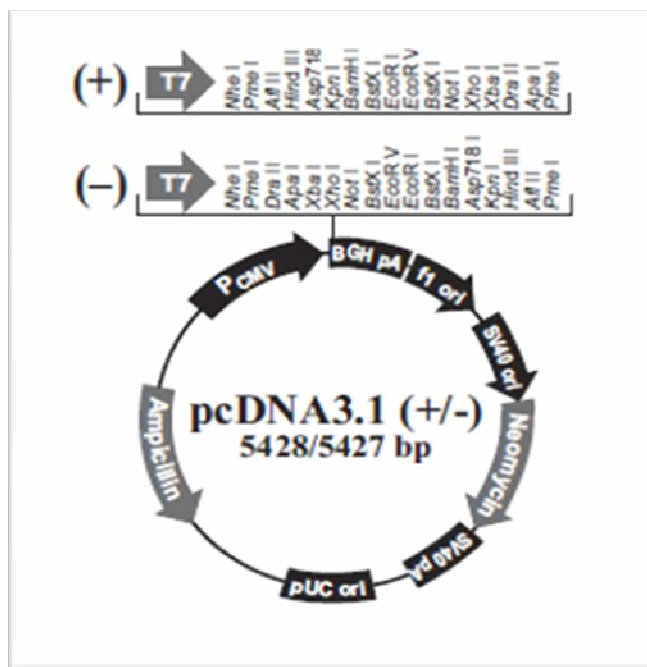 (+) T7 Nhe I Pme I Afl II Hind III Asp718 I Kpn I BamH I BstX I EcoR I EcoR V BstX I Not I Xho I Xba I Dra II Apa I Pme I
(–) T7 Nhe I Pme I Dra II Apa I Xba I Xho I Not I BstX I EcoR V EcoR I BstX I BamH I Asp718 I Kpn I Hind III Afl II Pme I
PCMV
BGH pA
f1 ori
SV40 ori
Neomycin
SV40 pA
pUC ori
Ampicillin
pcDNA3.1 (+/-)
5428/5427 bp